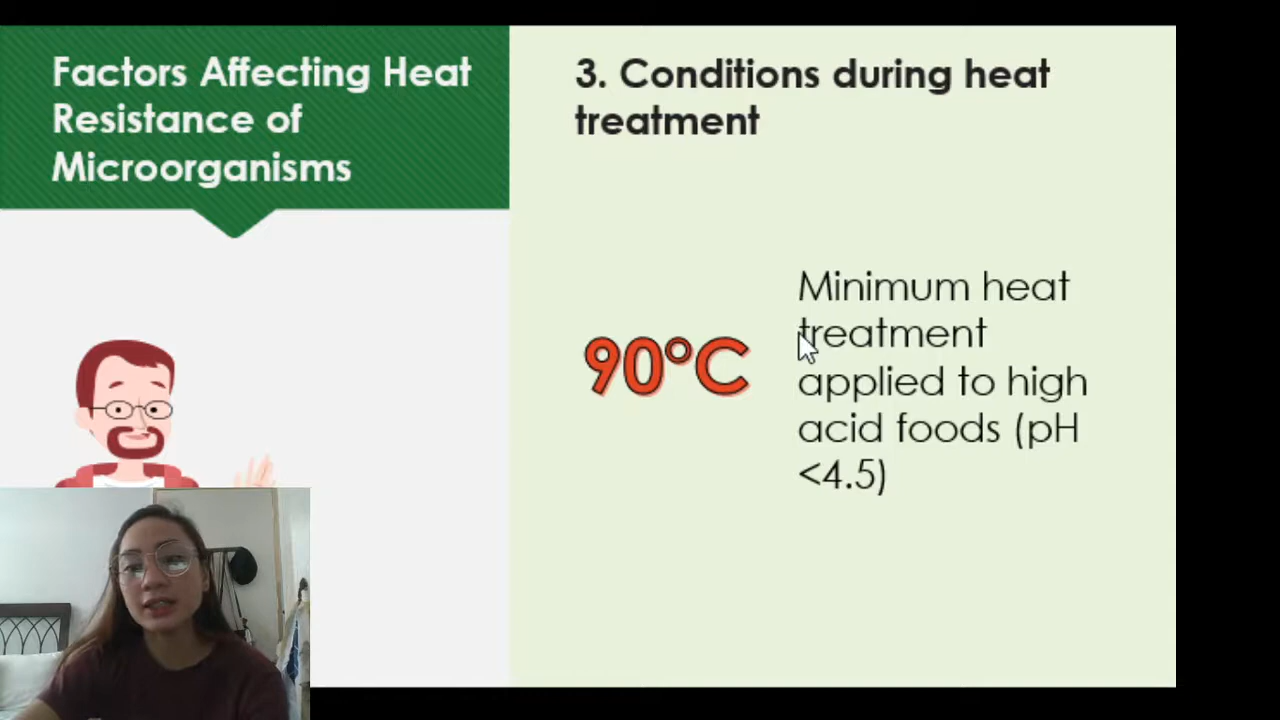 Factors Affecting Heat
Resistance of
Microorganisms
3. Conditions during heat
treatment
90°C
Minimum heat
treatment
applied to high
acid foods (pH
<4.5)